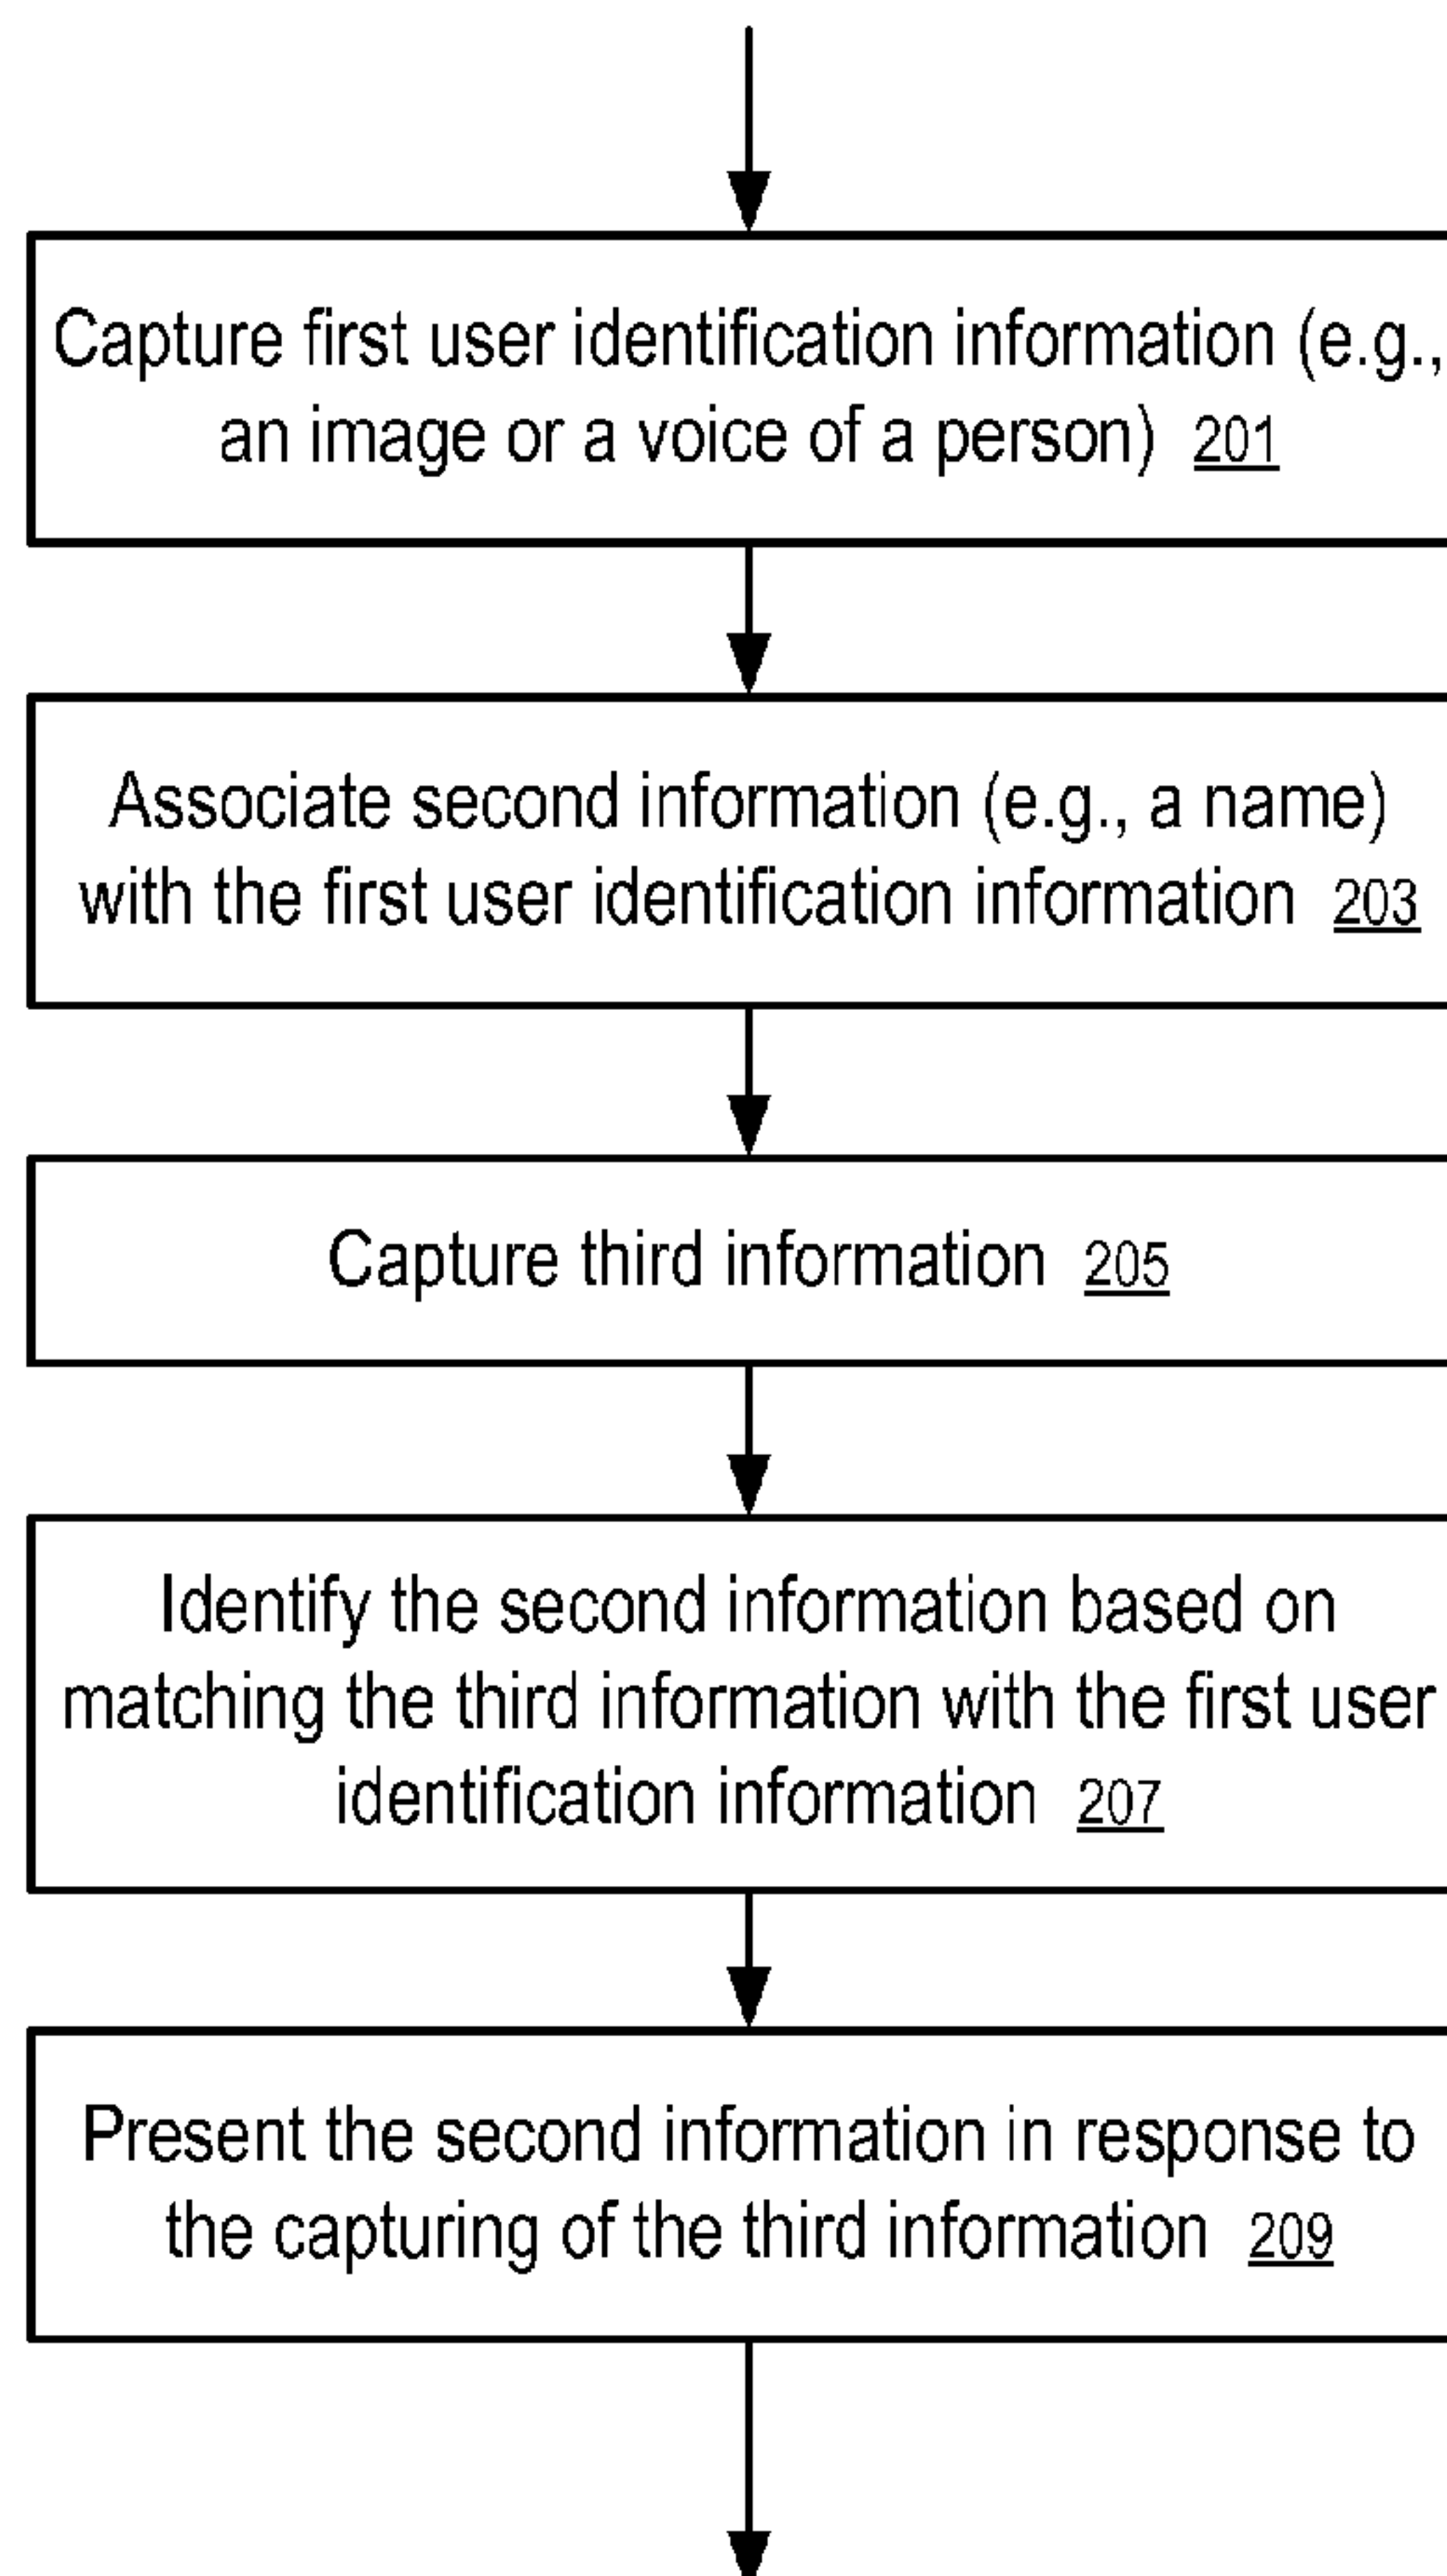 Capture first user identification information (e.g.,
an image or a voice of a person) 201
Associate second information (e.g., a name)
with the first user identification information 203
Capture third information 205
Identify the second information based on
matching the third information with the first user
identification information 207
Present the second information in response to
the capturing of the third information 209